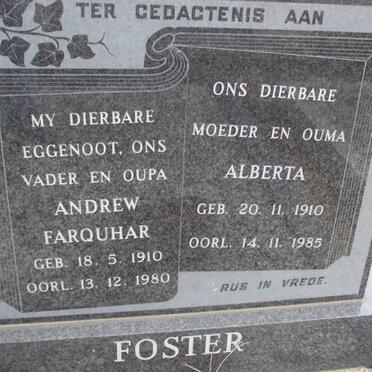 TER GEDACTENIS AAN
MY DIERBARE
EGGENOOT, ONS
VADER EN OUPA
ANDREW
FARQUHAR
GEB. 18. 5. 1910
OORL. 13. 12. 1980
ONS DIERBARE
MOEDER EN OUMA
ALBERTA
GEB. 20. 11. 1910
OORL. 14. 11. 1985
RUS IN VREDE.
FOSTER